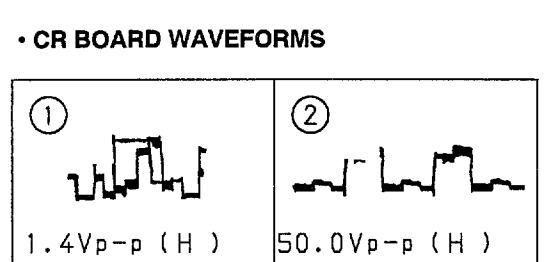 • CR BOARD WAVEFORMS
1 2
1.4Vp-p ( H ) 50.0Vp-p ( H )